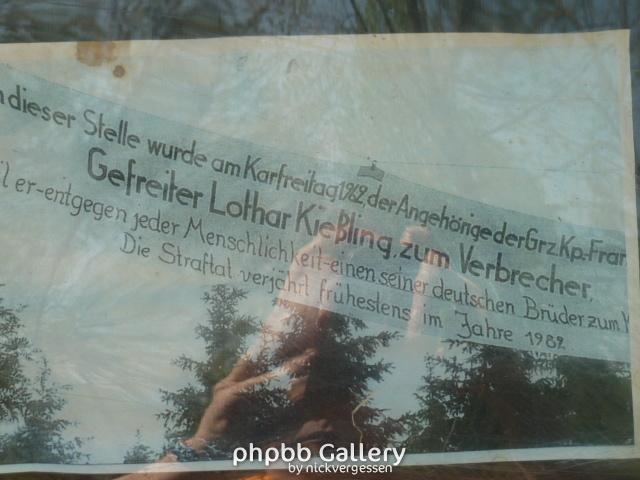 n dieser Stelle wurde am Karfreitag 1962, der Angehörige der Grz.Kp.-Fran
Gefreiter Lothar Kießling, zum Verbrecher,
il er-entgegen jeder Menschlichkeit-einen seiner deutschen Brüder zum
Die Straftat verjährt frühestens im Jahre 1982
phpbb Gallery
by nickvergessen